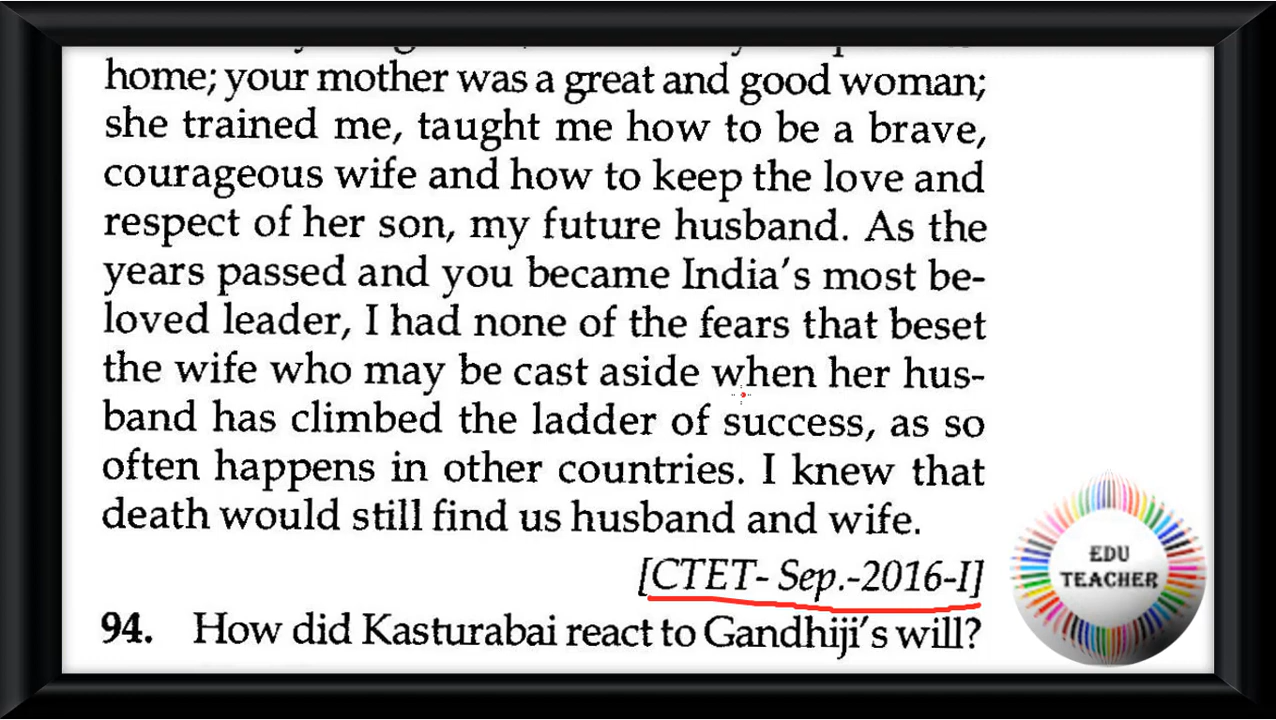 home; your mother was a great and good woman;
she trained me, taught me how to be a brave,
courageous wife and how to keep the love and
respect of her son, my future husband. As the
years passed and you became India's most be-
loved leader, I had none of the fears that beset
the wife who may be cast aside when her hus-
band has climbed the ladder of success, as so
often happens in other countries. I knew that
death would still find us husband and wife.
[CTET- Sep.-2016-I]
94. How did Kasturabai react to Gandhiji's will?
EDU
TEACHER